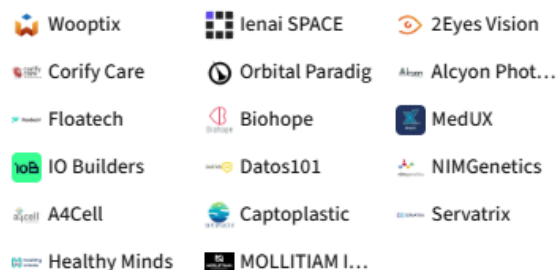 Wooptix
Ienai SPACE
2Eyes Vision
Corify Care
Orbital Paradig
Alcyon Phot...
Floatech
Biohope
MedUX
IO Builders
Datos101
NIMGenetics
A4Cell
Captoplastic
Servatrix
Healthy Minds
MOLLITIAM I...